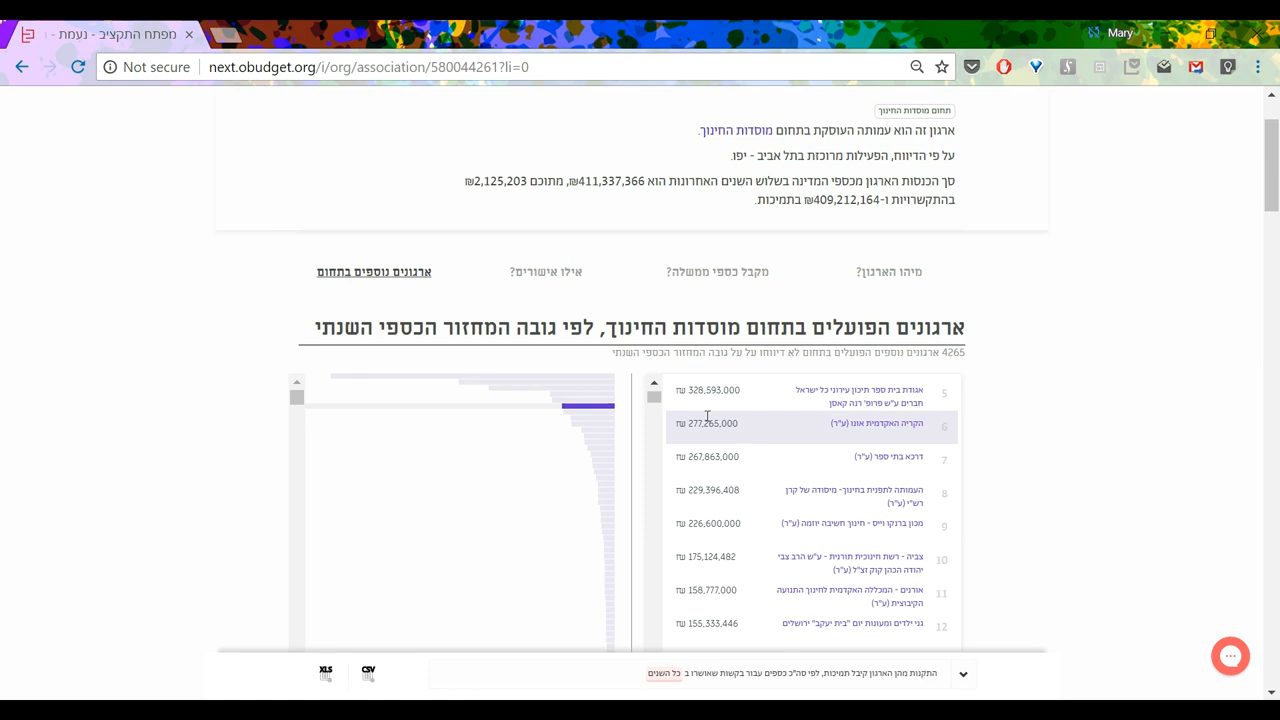 מפתח התקציב - נעמת - ו
Mary
Not secure
next.obudget.org/i/org/association/580044261?li=0
תחום מוסדות החינוך
ארגון זה הוא עמותה העוסקת בתחום מוסדות החינוך.
על פי הדיווח, הפעילות מרוכזת בתל אביב - יפו.
סך הכנסות הארגון מכספי המדינה בשלוש השנים האחרונות הוא ₪411,337,366, מתוכם ₪2,125,203
בהתקשרויות ו-₪409,212,164 בתמיכות.
מיהו הארגון?
מקבל כספי ממשלה?
אילו אישורים?
ארגונים נוספים בתחום
ארגונים הפועלים בתחום מוסדות החינוך, לפי גובה המחזור הכספי השנתי
4265 ארגונים נוספים הפועלים בתחום לא דיווחו על על גובה המחזור הכספי השנתי
5 אגודת בית ספר תיכון עירוני כל ישראל 328,593,000 ₪
חברים ע"ש פרופ' רנה קאסן
6 הקריה האקדמית אונו (ע"ר) 277,265,000 ₪
7 דרכא בתי ספר (ע"ר) 267,863,000 ₪
8 העמותה לתפנית בחינוך- מיסודה של קרן 229,396,408 ₪
רש"י (ע"ר)
9 מכון ברנקו וייס - חינוך חשיבה יוזמה (ע"ר) 226,600,000 ₪
10 צביה - רשת חינוכית תורנית - ע"ש הרב צבי 175,124,482 ₪
יהודה הכהן קוק זצ"ל (ע"ר)
11 אורנים - המכללה האקדמית לחינוך התנועה 158,777,000 ₪
הקיבוצית (ע"ר)
12 גני ילדים ומעונות יום "בית יעקב" ירושלים 155,333,446 ₪
התקנות מהן הארגון קיבל תמיכות, לפי סה"כ כספים עבור בקשות שאושרו ב כל השנים
CSV
XLS